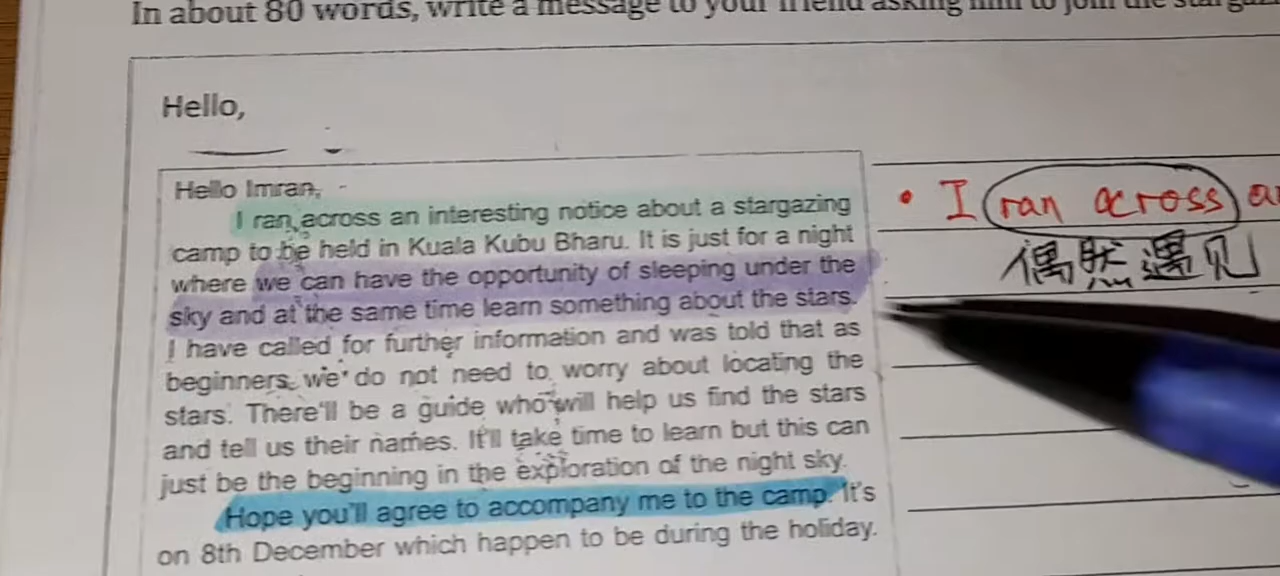 In about 80 words, write a message to your friend asking him to join the
Hello,
Hello Imran,
I ran across an interesting notice about a stargazing
camp to be held in Kuala Kubu Bharu. It is just for a night
where we can have the opportunity of sleeping under the
sky and at the same time learn something about the stars.
I have called for further information and was told that as
beginners, we do not need to worry about locating the
stars. There'll be a guide who will help us find the stars
and tell us their names. It'll take time to learn but this can
just be the beginning in the exploration of the night sky.
Hope you'll agree to accompany me to the camp. It's
on 8th December which happen to be during the holiday.
• I ran across
偶然遇见